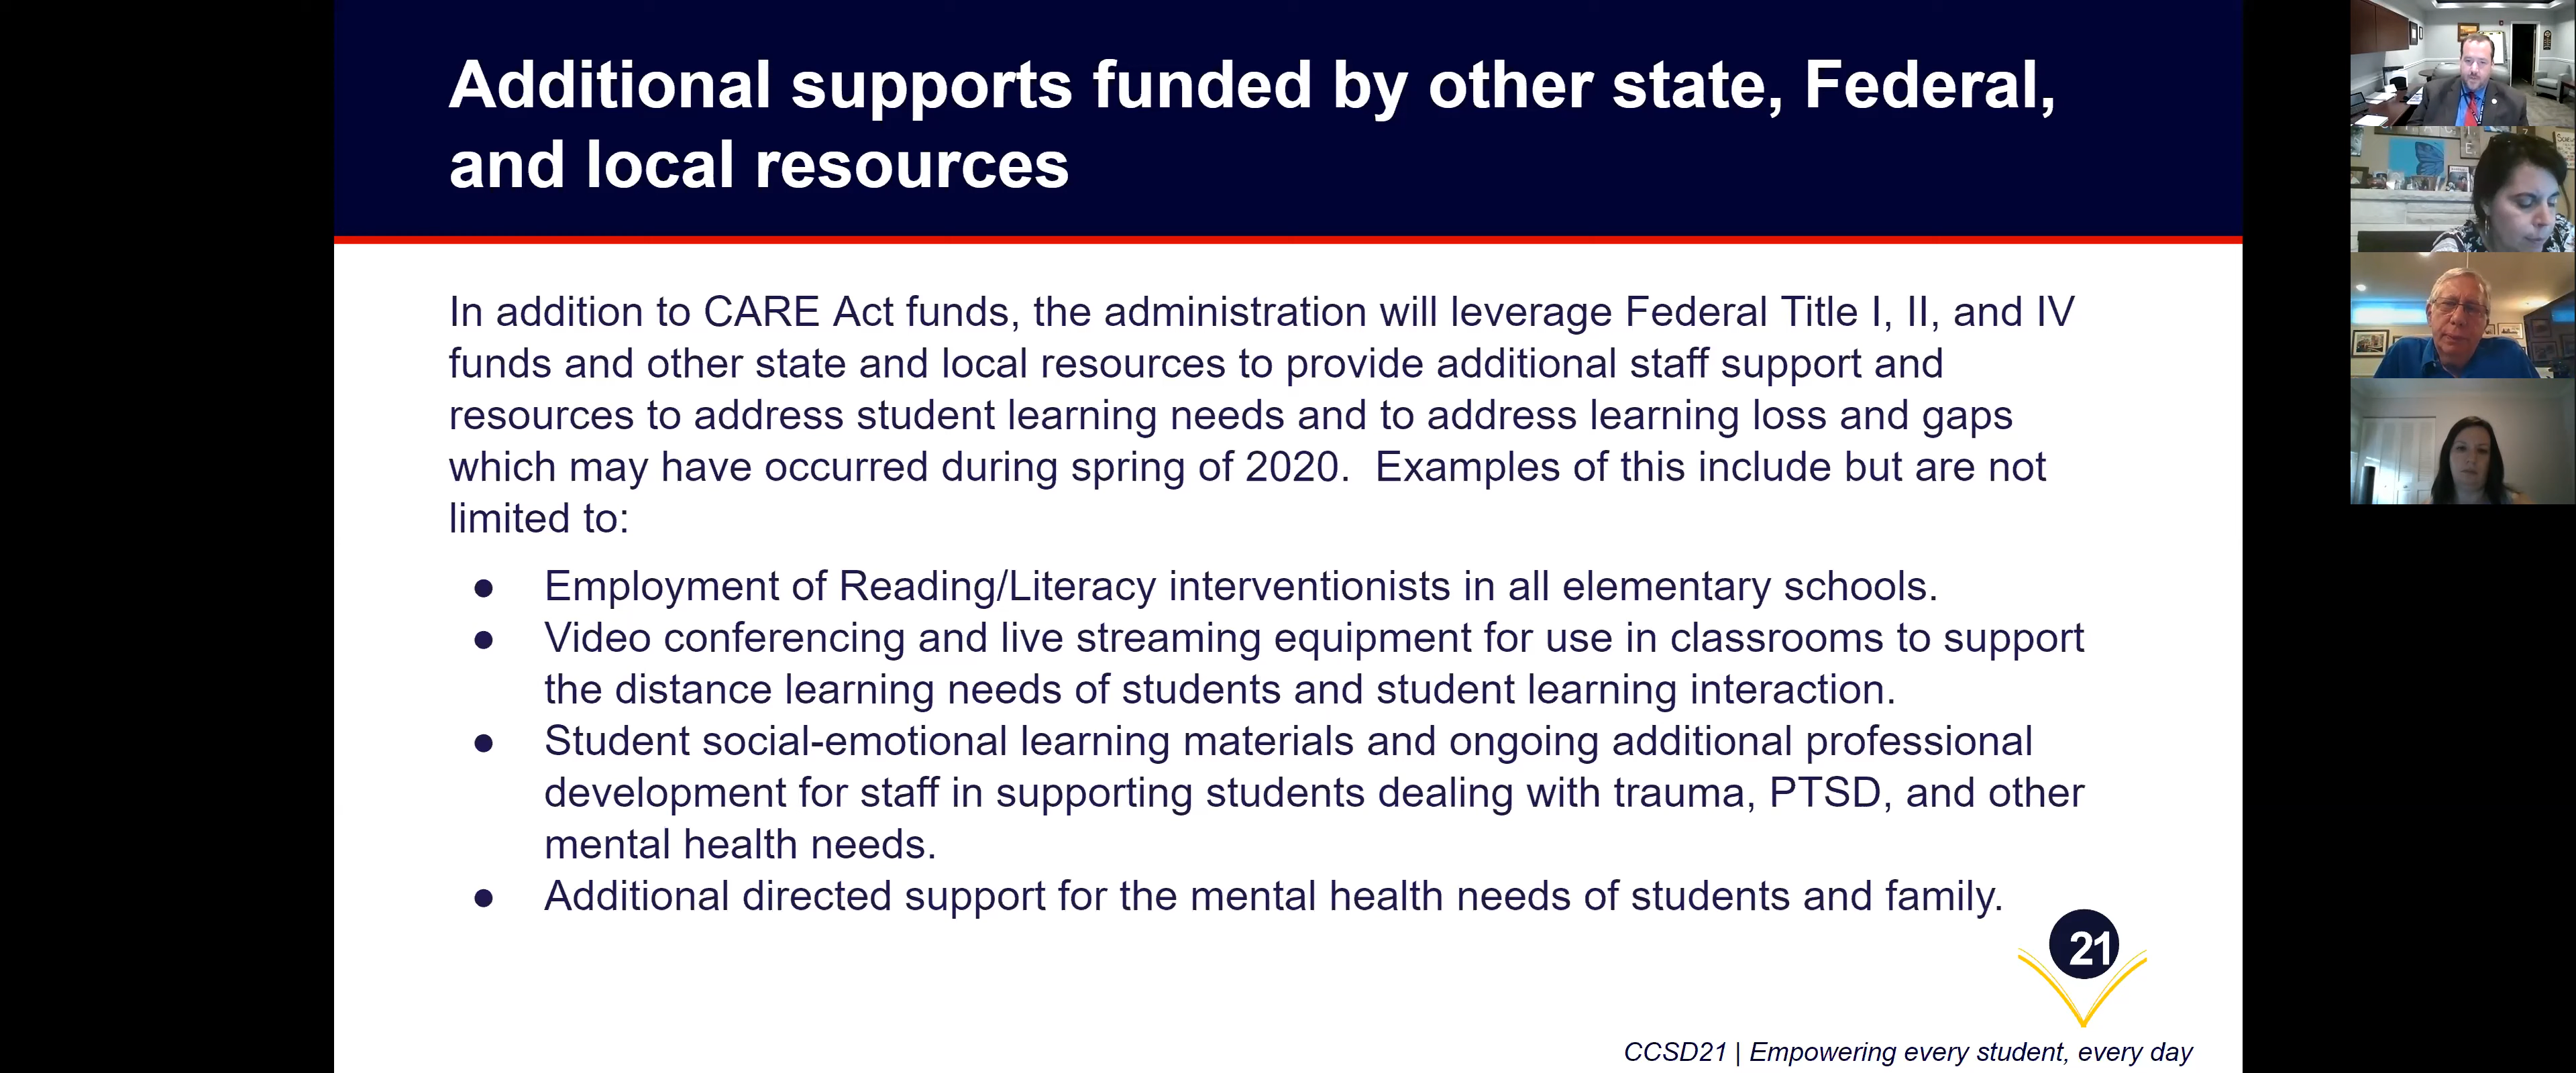 Additional supports funded by other state, Federal,
and local resources
In addition to CARE Act funds, the administration will leverage Federal Title I, II, and IV
funds and other state and local resources to provide additional staff support and
resources to address student learning needs and to address learning loss and gaps
which may have occurred during spring of 2020.  Examples of this include but are not
limited to:
● Employment of Reading/Literacy interventionists in all elementary schools.
● Video conferencing and live streaming equipment for use in classrooms to support
the distance learning needs of students and student learning interaction.
● Student social-emotional learning materials and ongoing additional professional
development for staff in supporting students dealing with trauma, PTSD, and other
mental health needs.
● Additional directed support for the mental health needs of students and family.
21
CCSD21 | Empowering every student, every day